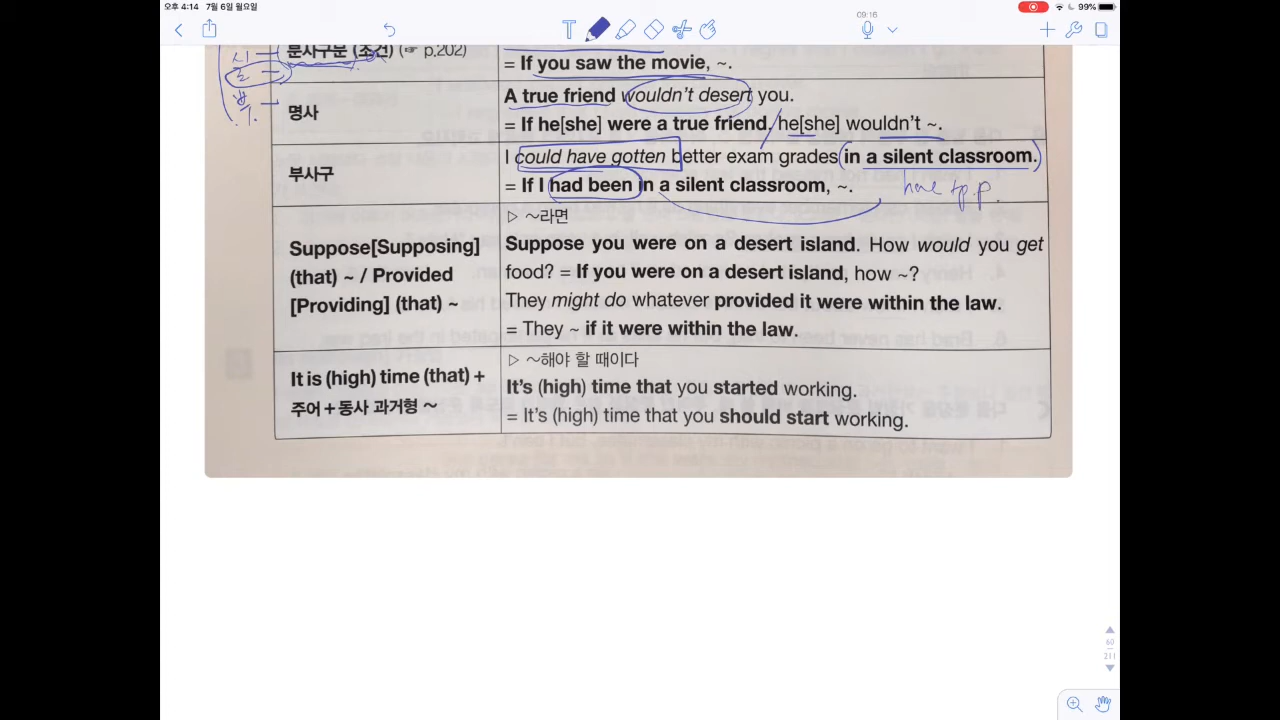 오후 4:14 7월 6일 월요일
99%
09:16
T
분사구문 (조건) (☞ p.202)
= If you saw the movie, ~.
명사
A true friend wouldn't desert you.
= If he[she] were a true friend, he[she] wouldn't ~.
부사구
I could have gotten better exam grades in a silent classroom.
= If I had been in a silent classroom, ~.
have tp.p
Suppose[Supposing]
(that) ~ / Provided
[Providing] (that) ~
▷ ~라면
Suppose you were on a desert island. How would you get
food? = If you were on a desert island, how ~?
They might do whatever provided it were within the law.
= They ~ if it were within the law.
It is (high) time (that) +
주어 + 동사 과거형 ~
▷ ~해야 할 때이다
It's (high) time that you started working.
= It's (high) time that you should start working.
60
211